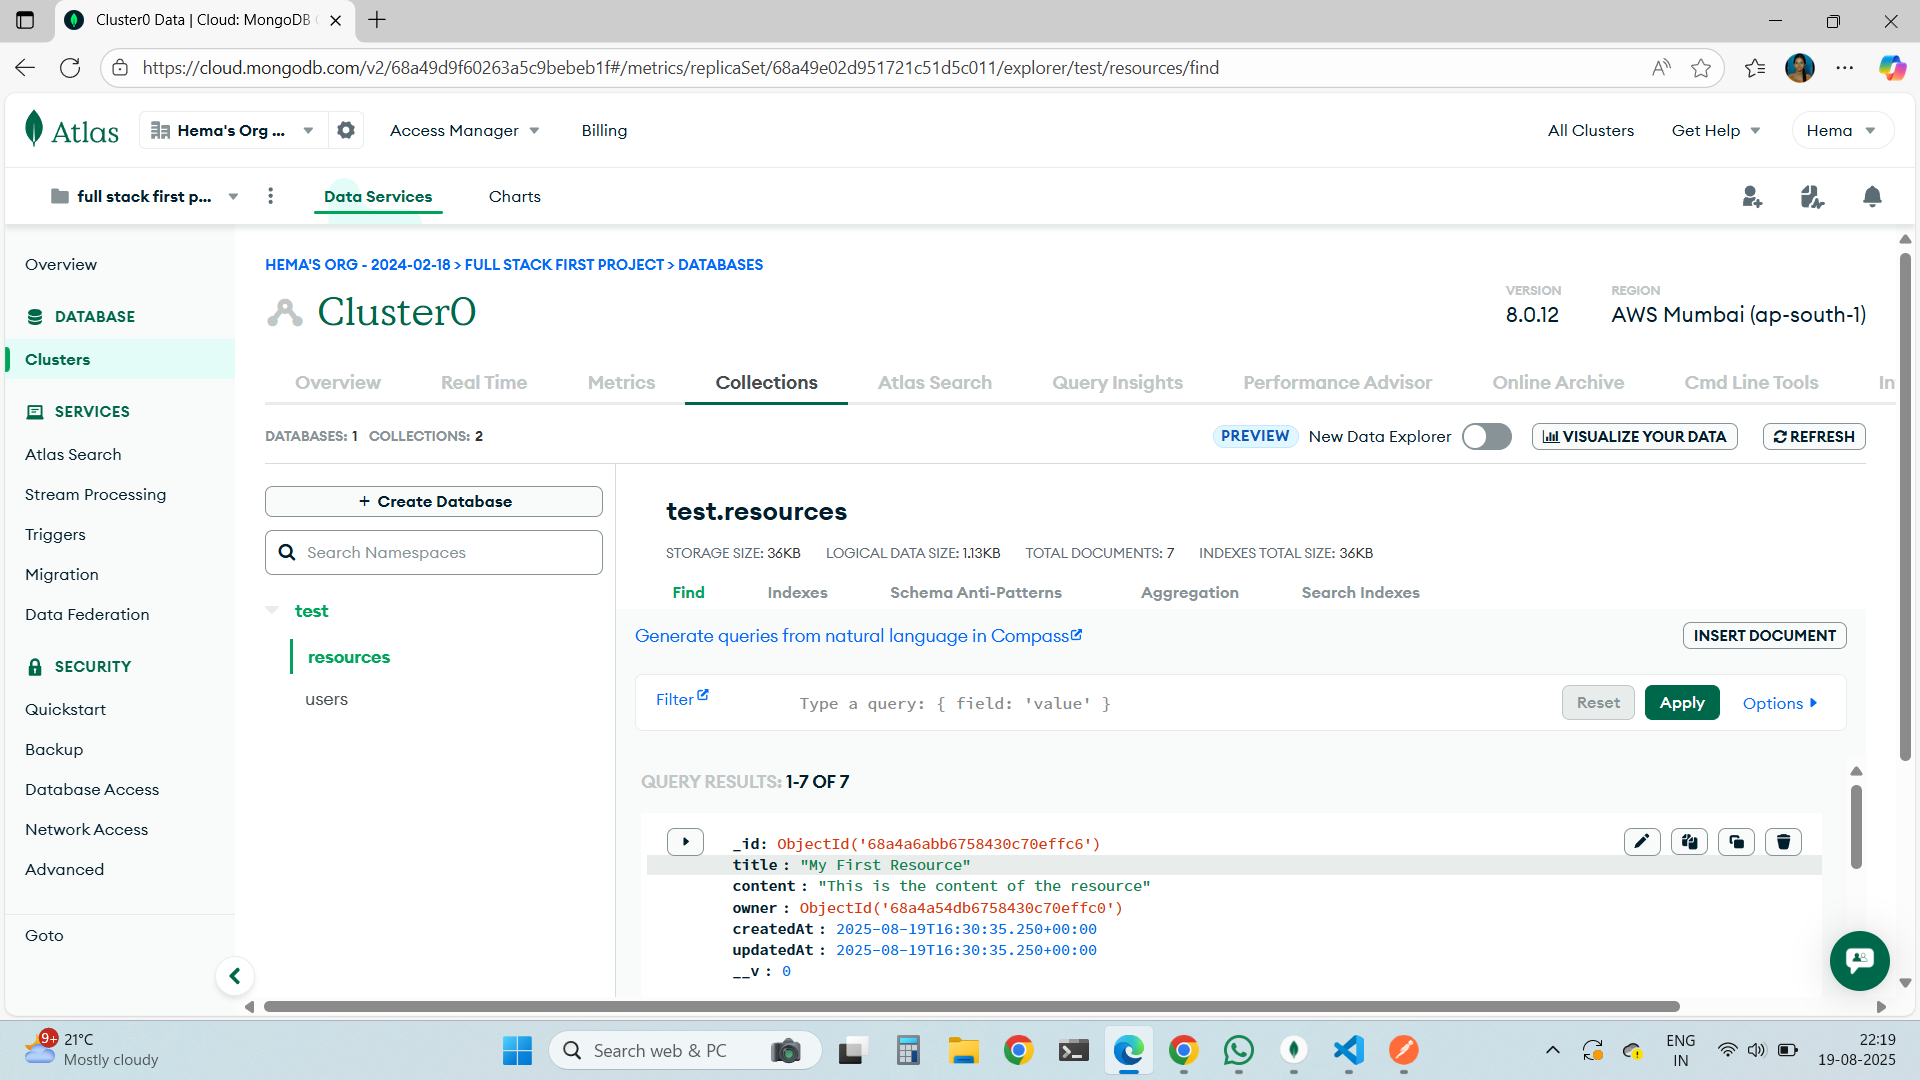 Cluster0 Data | Cloud: MongoDB
https://cloud.mongodb.com/v2/68a49d9f60263a5c9bebeb1f#/metrics/replicaSet/68a49e02d951721c51d5c011/explorer/test/resources/find
Atlas Hema's Org ... Access Manager Billing All Clusters Get Help Hema
full stack first p... Data Services Charts
Overview
DATABASE
Clusters
SERVICES
Atlas Search
Stream Processing
Triggers
Migration
Data Federation
SECURITY
Quickstart
Backup
Database Access
Network Access
Advanced
Goto
HEMA'S ORG - 2024-02-18 > FULL STACK FIRST PROJECT > DATABASES
Cluster0
VERSION
8.0.12
REGION
AWS Mumbai (ap-south-1)
Overview Real Time Metrics Collections Atlas Search Query Insights Performance Advisor Online Archive Cmd Line Tools In
DATABASES: 1 COLLECTIONS: 2 PREVIEW New Data Explorer VISUALIZE YOUR DATA REFRESH
+ Create Database
Search Namespaces
test
resources
users
test.resources
STORAGE SIZE: 36KB LOGICAL DATA SIZE: 1.13KB TOTAL DOCUMENTS: 7 INDEXES TOTAL SIZE: 36KB
Find Indexes Schema Anti-Patterns Aggregation Search Indexes
Generate queries from natural language in Compass INSERT DOCUMENT
Filter Type a query: { field: 'value' } Reset Apply Options
QUERY RESULTS: 1-7 OF 7
_id: ObjectId('68a4a6abb6758430c70effc6')
title : "My First Resource"
content : "This is the content of the resource"
owner : ObjectId('68a4a54db6758430c70effc0')
createdAt : 2025-08-19T16:30:35.250+00:00
updatedAt : 2025-08-19T16:30:35.250+00:00
__v : 0
9+ 21°C
Mostly cloudy
Search web & PC
ENG
IN
22:19
19-08-2025